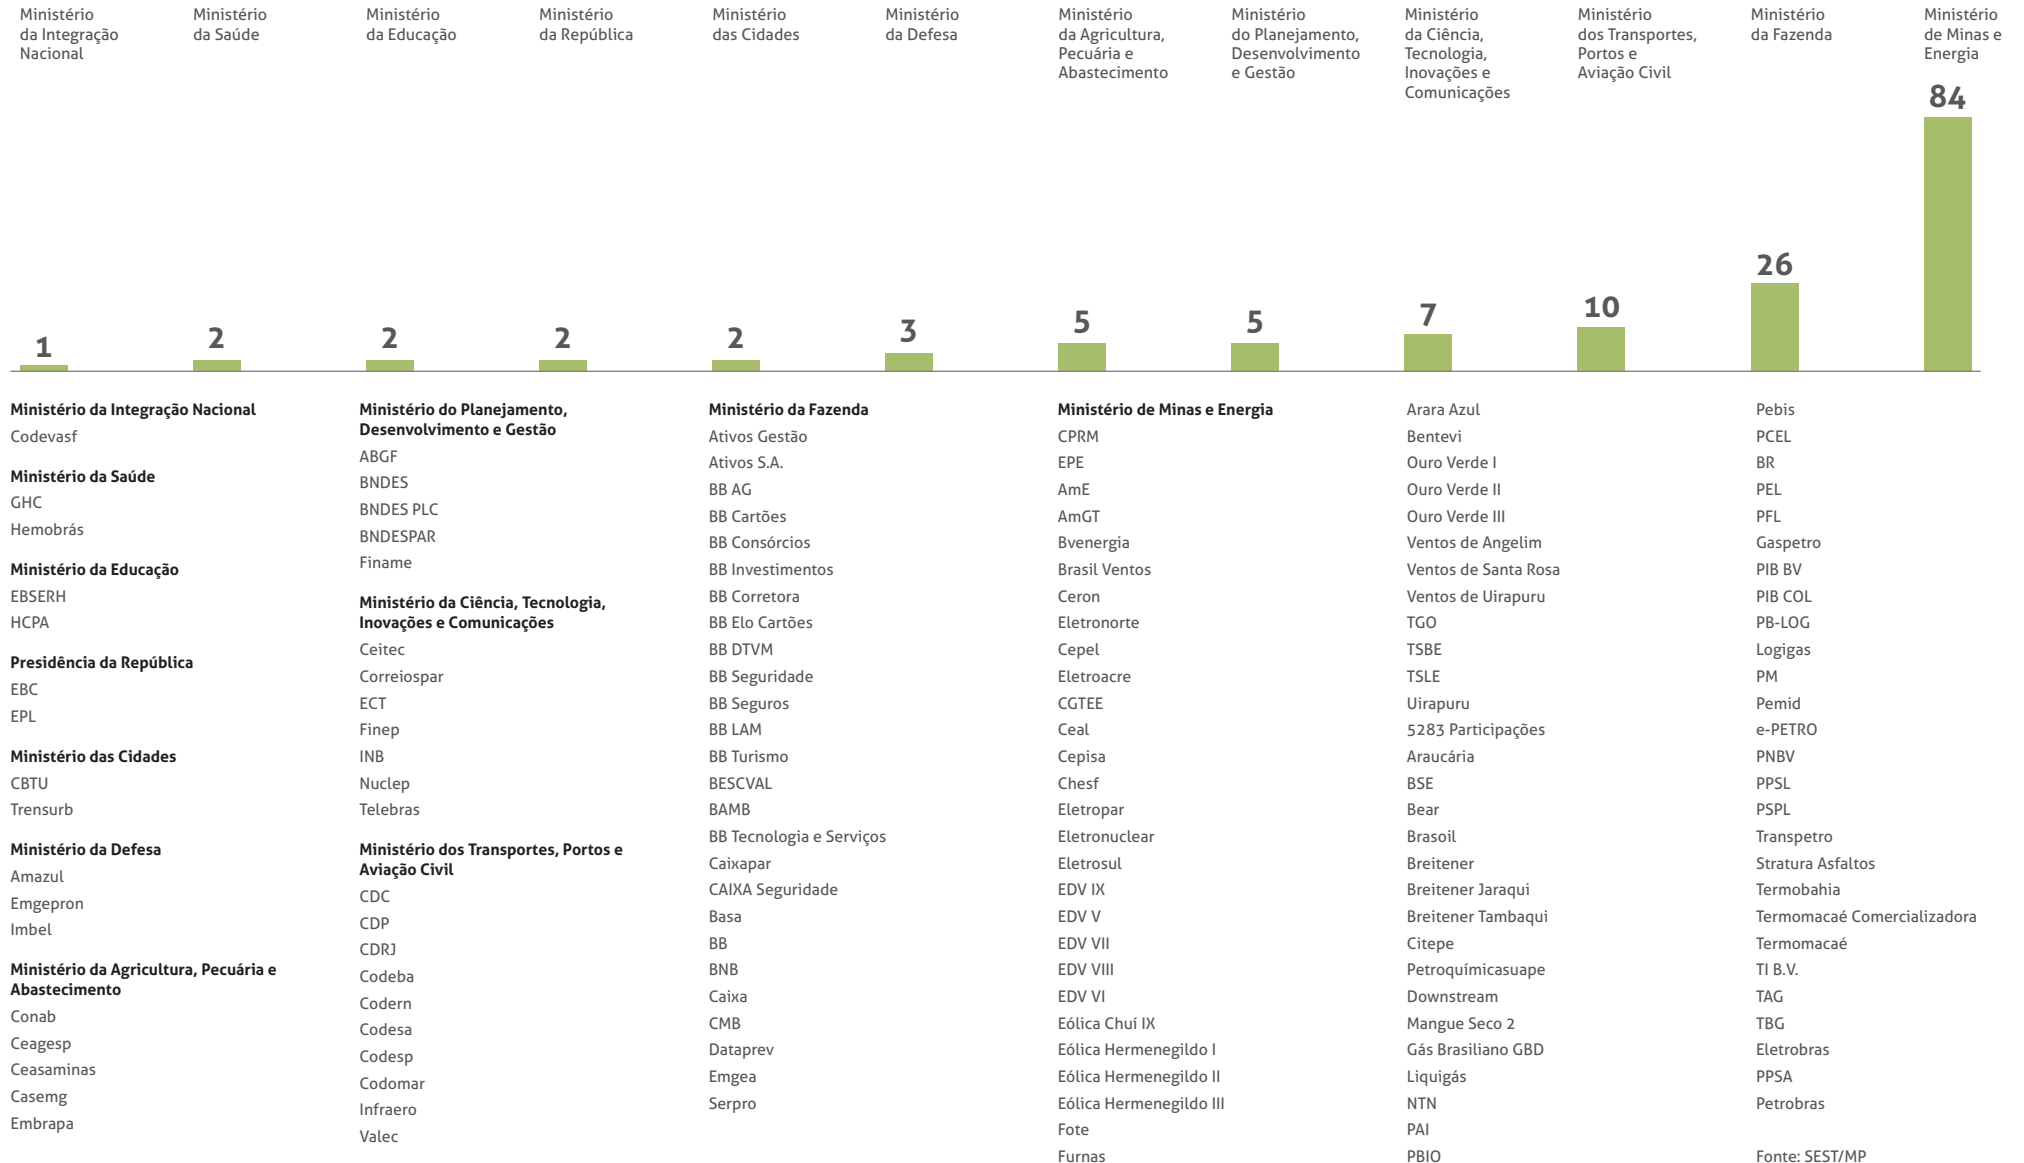 Ministério
da Integração
Nacional
Ministério
da Saúde
Ministério
da Educação
Ministério
da República
Ministério
das Cidades
Ministério
da Defesa
Ministério
da Agricultura,
Pecuária e
Abastecimento
Ministério
do Planejamento,
Desenvolvimento
e Gestão
Ministério
da Ciência,
Tecnologia,
Inovações e
Comunicações
Ministério
dos Transportes,
Portos e
Aviação Civil
Ministério
da Fazenda
Ministério
de Minas e
Energia
1
2
2
2
2
3
5
5
7
10
26
84
Ministério da Integração Nacional
Codevasf
Ministério da Saúde
GHC
Hemobrás
Ministério da Educação
EBSERH
HCPA
Presidência da República
EBC
EPL
Ministério das Cidades
CBTU
Trensurb
Ministério da Defesa
Amazul
Emgepron
Imbel
Ministério da Agricultura, Pecuária e
Abastecimento
Conab
Ceagesp
Ceasaminas
Casemg
Embrapa
Ministério do Planejamento,
Desenvolvimento e Gestão
ABGF
BNDES
BNDES PLC
BNDESPAR
Finame
Ministério da Ciência, Tecnologia,
Inovações e Comunicações
Ceitec
Correiospar
ECT
Finep
INB
Nuclep
Telebras
Ministério dos Transportes, Portos e
Aviação Civil
CDC
CDP
CDRJ
Codeba
Codern
Codesa
Codesp
Codomar
Infraero
Valec
Ministério da Fazenda
Ativos Gestão
Ativos S.A.
BB AG
BB Cartões
BB Consórcios
BB Investimentos
BB Corretora
BB Elo Cartões
BB DTVM
BB Seguridade
BB Seguros
BB LAM
BB Turismo
BESCVAL
BAMB
BB Tecnologia e Serviços
Caixapar
CAIXA Seguridade
Basa
BB
BNB
Caixa
CMB
Dataprev
Emgea
Serpro
Ministério de Minas e Energia
CPRM
EPE
AmE
AmGT
Bvenergia
Brasil Ventos
Ceron
Eletronorte
Cepel
Eletroacre
CGTEE
Ceal
Cepisa
Chesf
Eletropar
Eletronuclear
Eletrosul
EDV IX
EDV V
EDV VII
EDV VIII
EDV VI
Eólica Chuí IX
Eólica Hermenegildo I
Eólica Hermenegildo II
Eólica Hermenegildo III
Fote
Furnas
Arara Azul
Bentevi
Ouro Verde I
Ouro Verde II
Ouro Verde III
Ventos de Angelim
Ventos de Santa Rosa
Ventos de Uirapuru
TGO
TSBE
TSLE
Uirapuru
5283 Participações
Araucária
BSE
Bear
Brasoil
Breitener
Breitener Jaraqui
Breitener Tambaqui
Citepe
Petroquímicasuape
Downstream
Mangue Seco 2
Gás Brasiliano GBD
Liquigás
NTN
PAI
PBIO
Pebis
PCEL
BR
PEL
PFL
Gaspetro
PIB BV
PIB COL
PB-LOG
Logigas
PM
Pemid
e-PETRO
PNBV
PPSL
PSPL
Transpetro
Stratura Asfaltos
Termobahia
Termomacaé Comercializadora
Termomacaé
TI B.V.
TAG
TBG
Eletrobras
PPSA
Petrobras
Fonte: SEST/MP